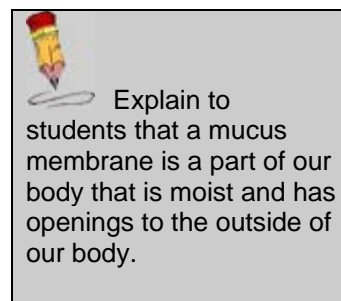 Explain to
students that a mucus
membrane is a part of our
body that is moist and has
openings to the outside of
our body.